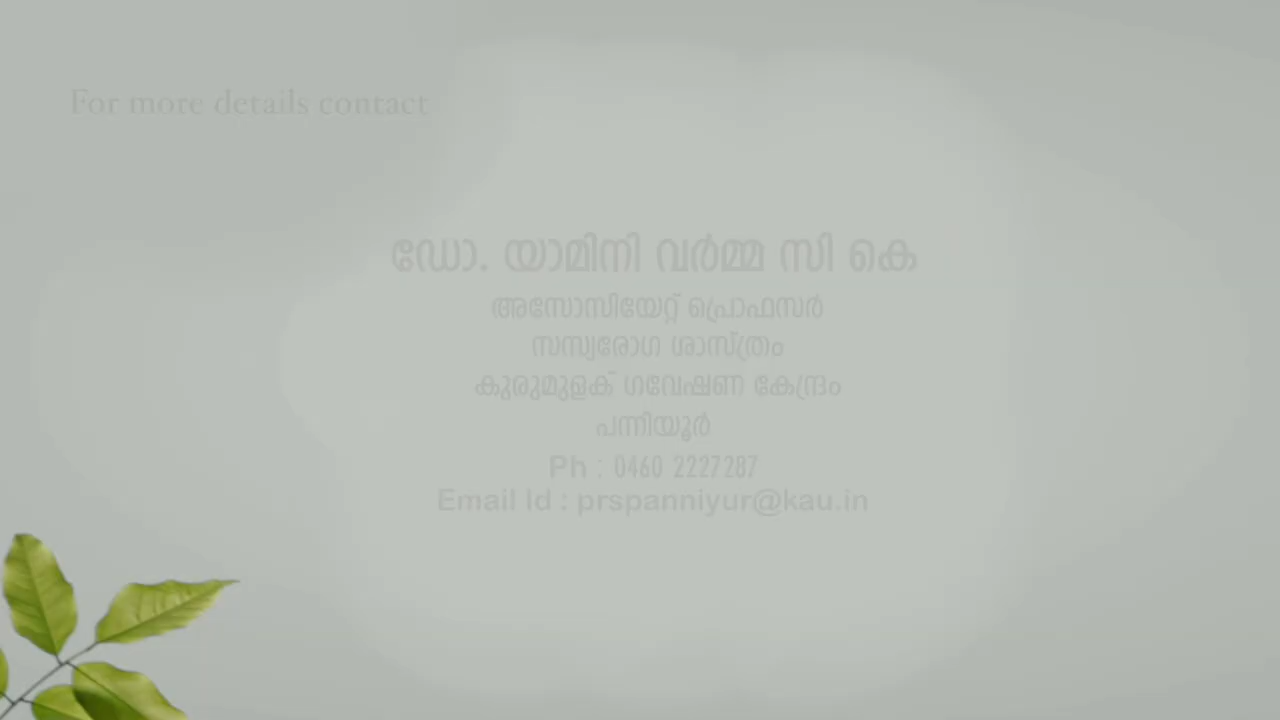 For more details contact
ഡോ. യാമിനി വർമ്മ സി കെ
അസോസിയേറ്റ് പ്രൊഫസർ
സസ്യരോഗ ശാസ്ത്രം
കുരുമുളക് ഗവേഷണ കേന്ദ്രം
പന്നിയൂർ
Ph : 0460 2227287
Email Id : prspanniyur@kau.in